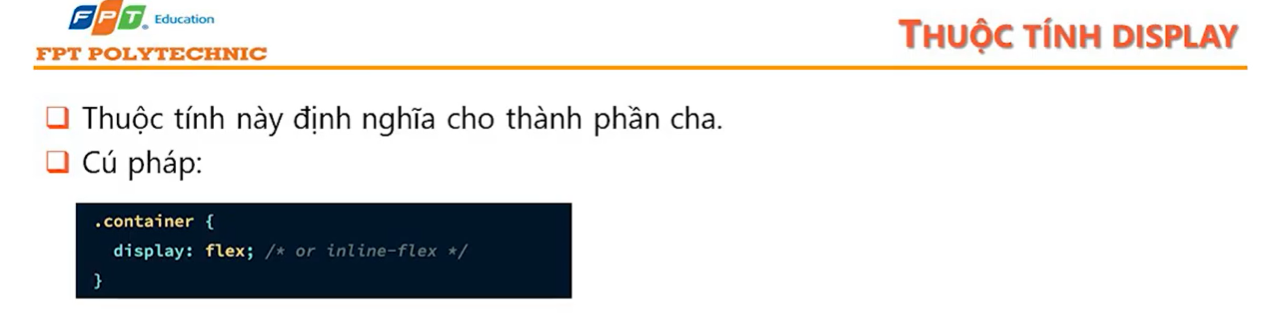 FPT Education
FPT POLYTECHNIC
THUỘC TÍNH DISPLAY
Thuộc tính này định nghĩa cho thành phần cha.
Cú pháp:
.container {
  display: flex; /* or inline-flex */
}